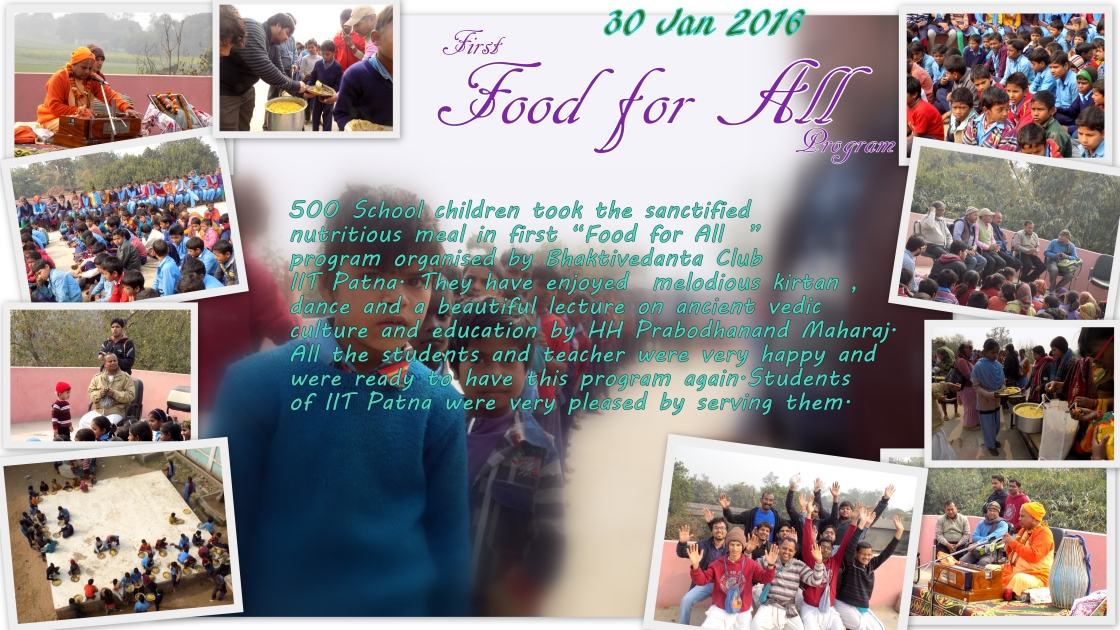 30 Jan 2016
First
Food for All
Program
500 School children took the sanctified
nutritious meal in first “Food for All ”
program organised by Bhaktivedanta Club
IIT Patna. They have enjoyed melodious kirtan ,
dance and a beautiful lecture on ancient vedic
culture and education by HH Prabodhanand Maharaj.
All the students and teacher were very happy and
were ready to have this program again.Students
of IIT Patna were very pleased by serving them.